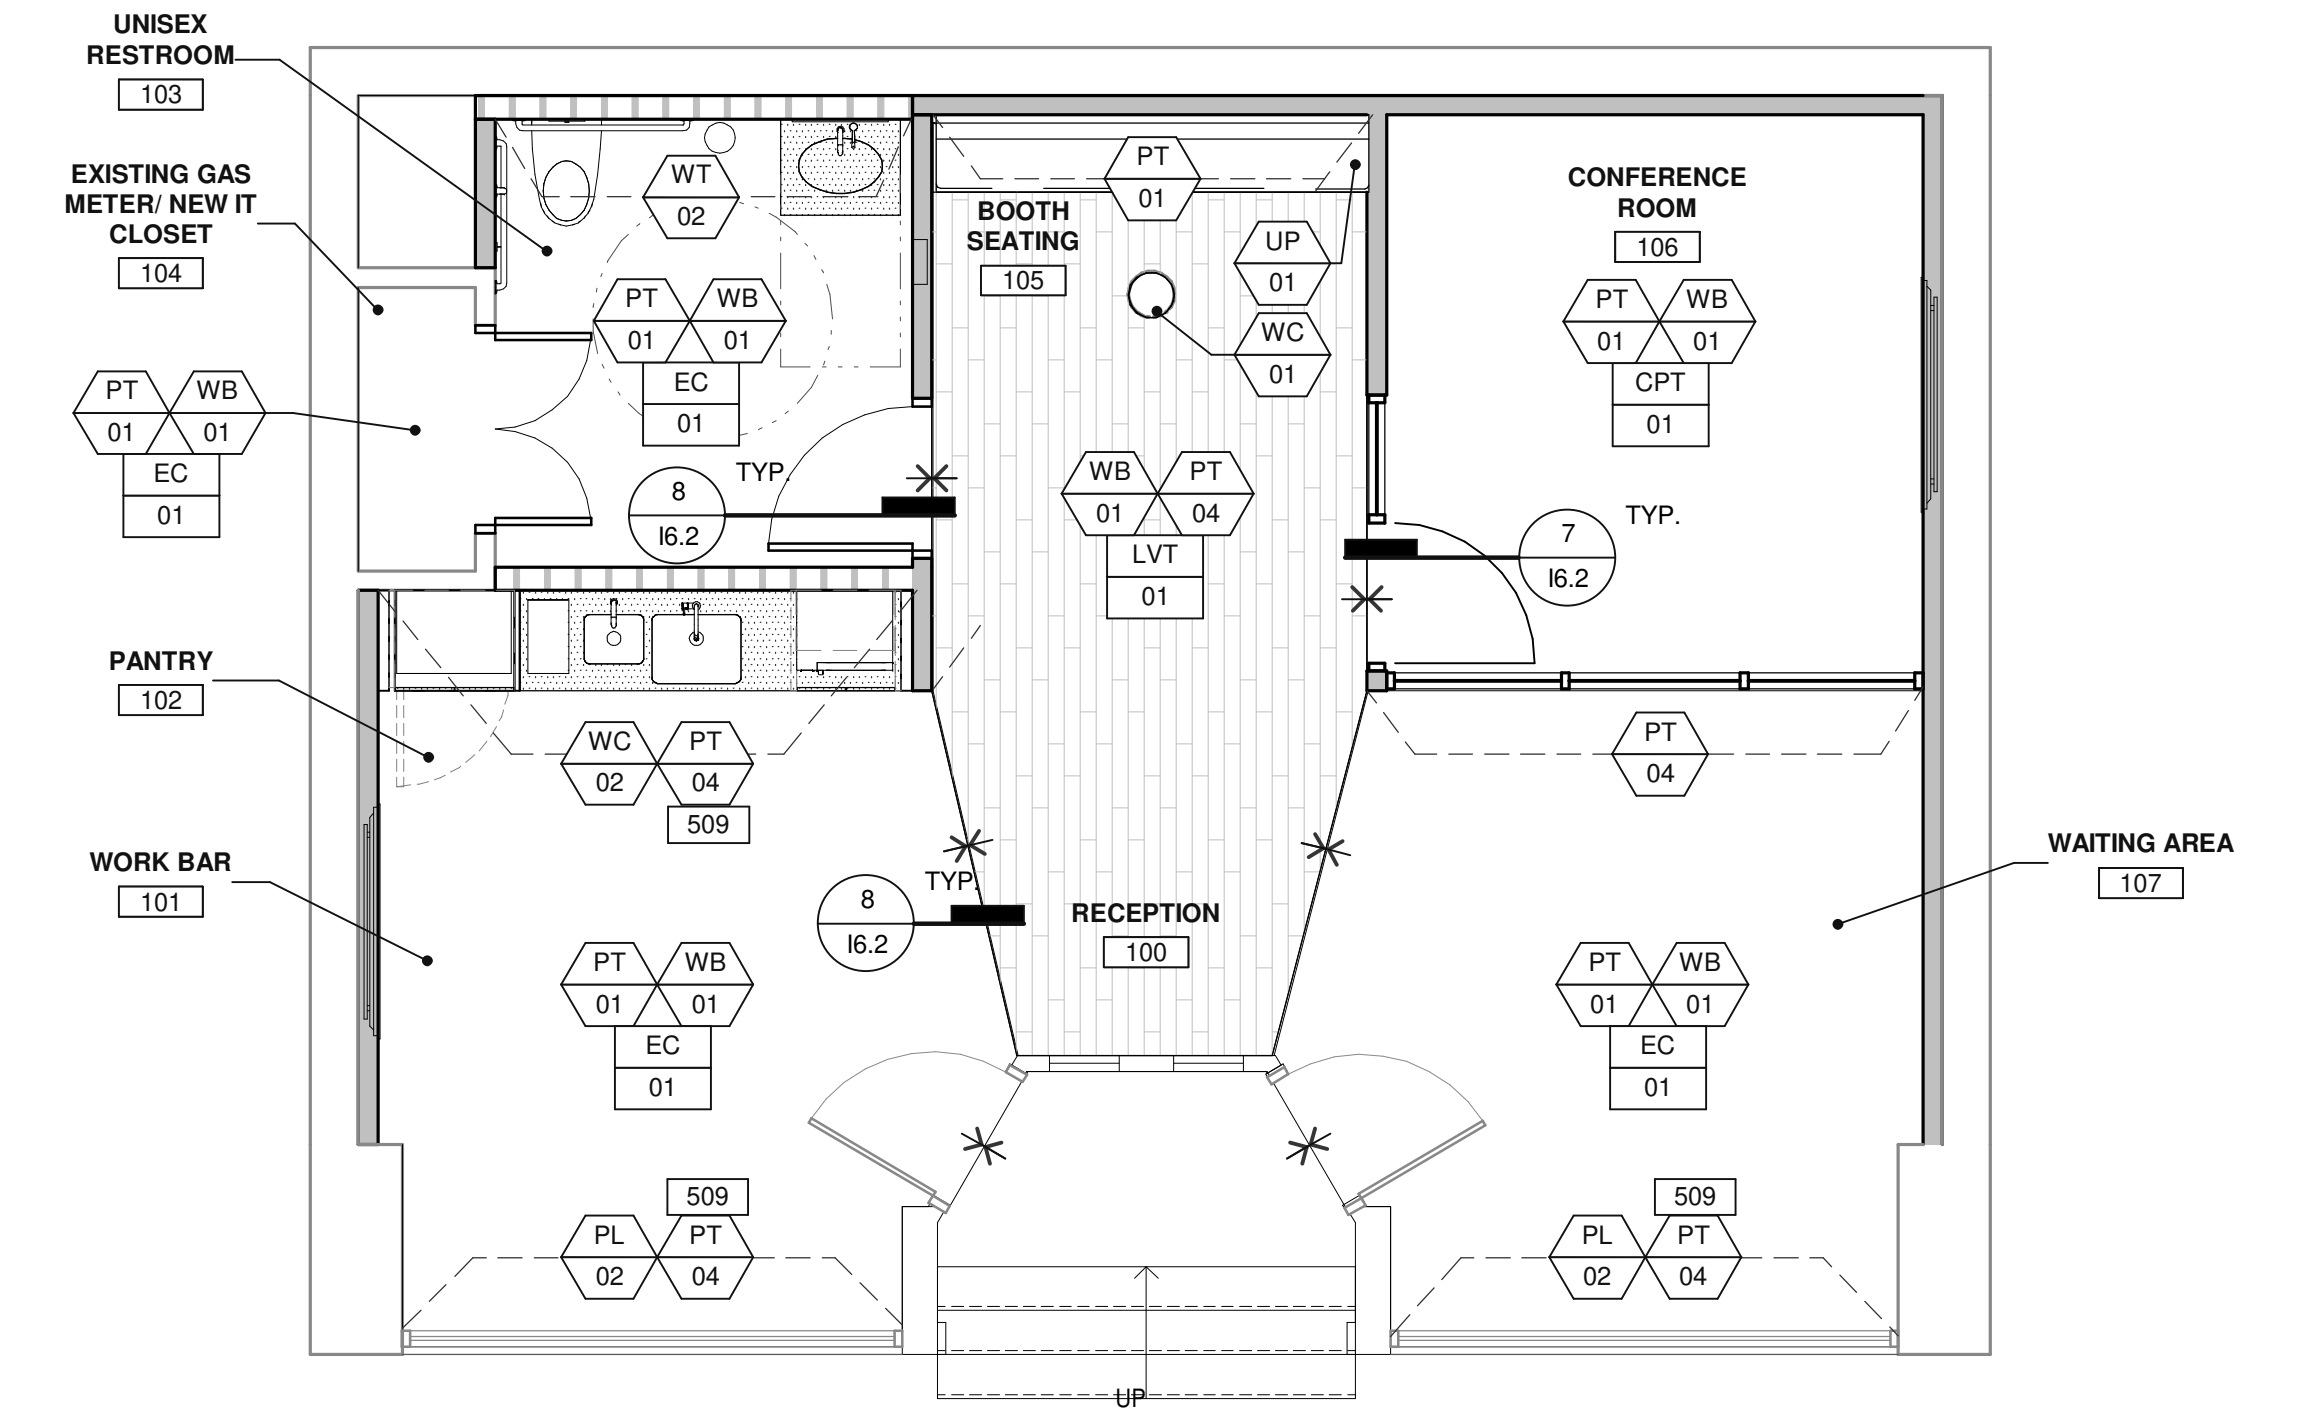 UNISEX
RESTROOM
103
EXISTING GAS
METER/ NEW IT
CLOSET
104
PT WB
01 01
EC
01
PANTRY
102
WORK BAR
101
WT
02
PT WB
01 01
EC
01
TYP.
8
I6.2
WC PT
02 04
509
TYP.
8
I6.2
PT WB
01 01
EC
01
509
PL PT
02 04
PT
01
BOOTH
SEATING
105
UP
01
WC
01
WB PT
01 04
LVT
01
RECEPTION
100
UP
CONFERENCE
ROOM
106
PT WB
01 01
CPT
01
TYP.
7
I6.2
PT
04
WAITING AREA
107
PT WB
01 01
EC
01
509
PL PT
02 04